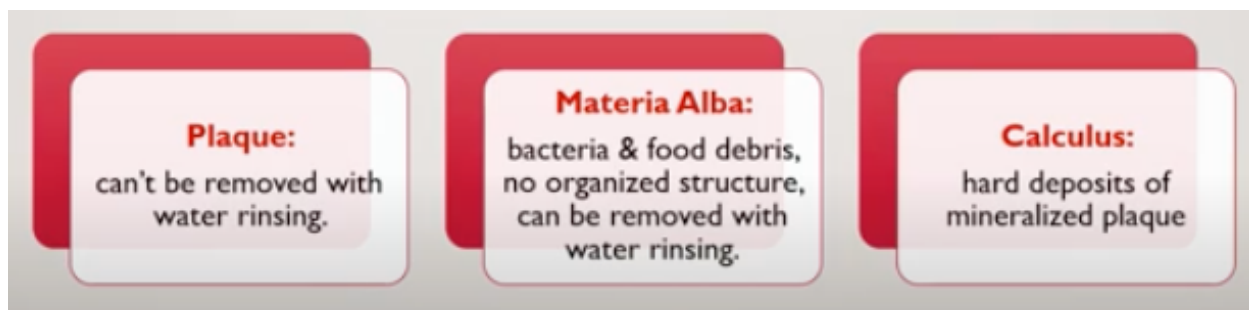 Plaque:
can't be removed with
water rinsing.
Materia Alba:
bacteria & food debris,
no organized structure,
can be removed with
water rinsing.
Calculus:
hard deposits of
mineralized plaque